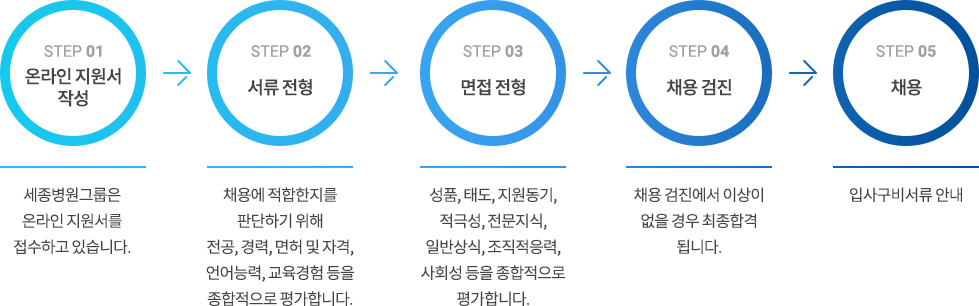 STEP 01
온라인 지원서
작성
STEP 02
서류 전형
STEP 03
면접 전형
STEP 04
채용 검진
STEP 05
채용
세종병원그룹은
온라인 지원서를
접수하고 있습니다.
채용에 적합한지를
판단하기 위해
전공, 경력, 면허 및 자격,
언어능력, 교육경험 등을
종합적으로 평가합니다.
성품, 태도, 지원동기,
적극성, 전문지식,
일반상식, 조직적응력,
사회성 등을 종합적으로
평가합니다.
채용 검진에서 이상이
없을 경우 최종합격
됩니다.
입사구비서류 안내